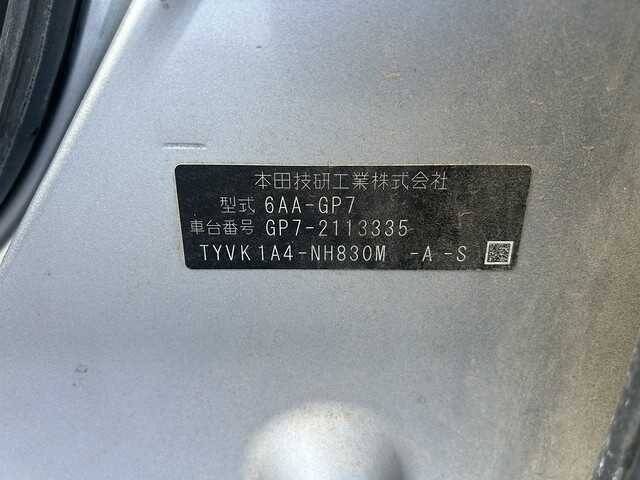 本田技研工業株式会社
型式 6AA-GP7
車台番号 GP7-2113335
TYVK1A4-NH830M -A -S